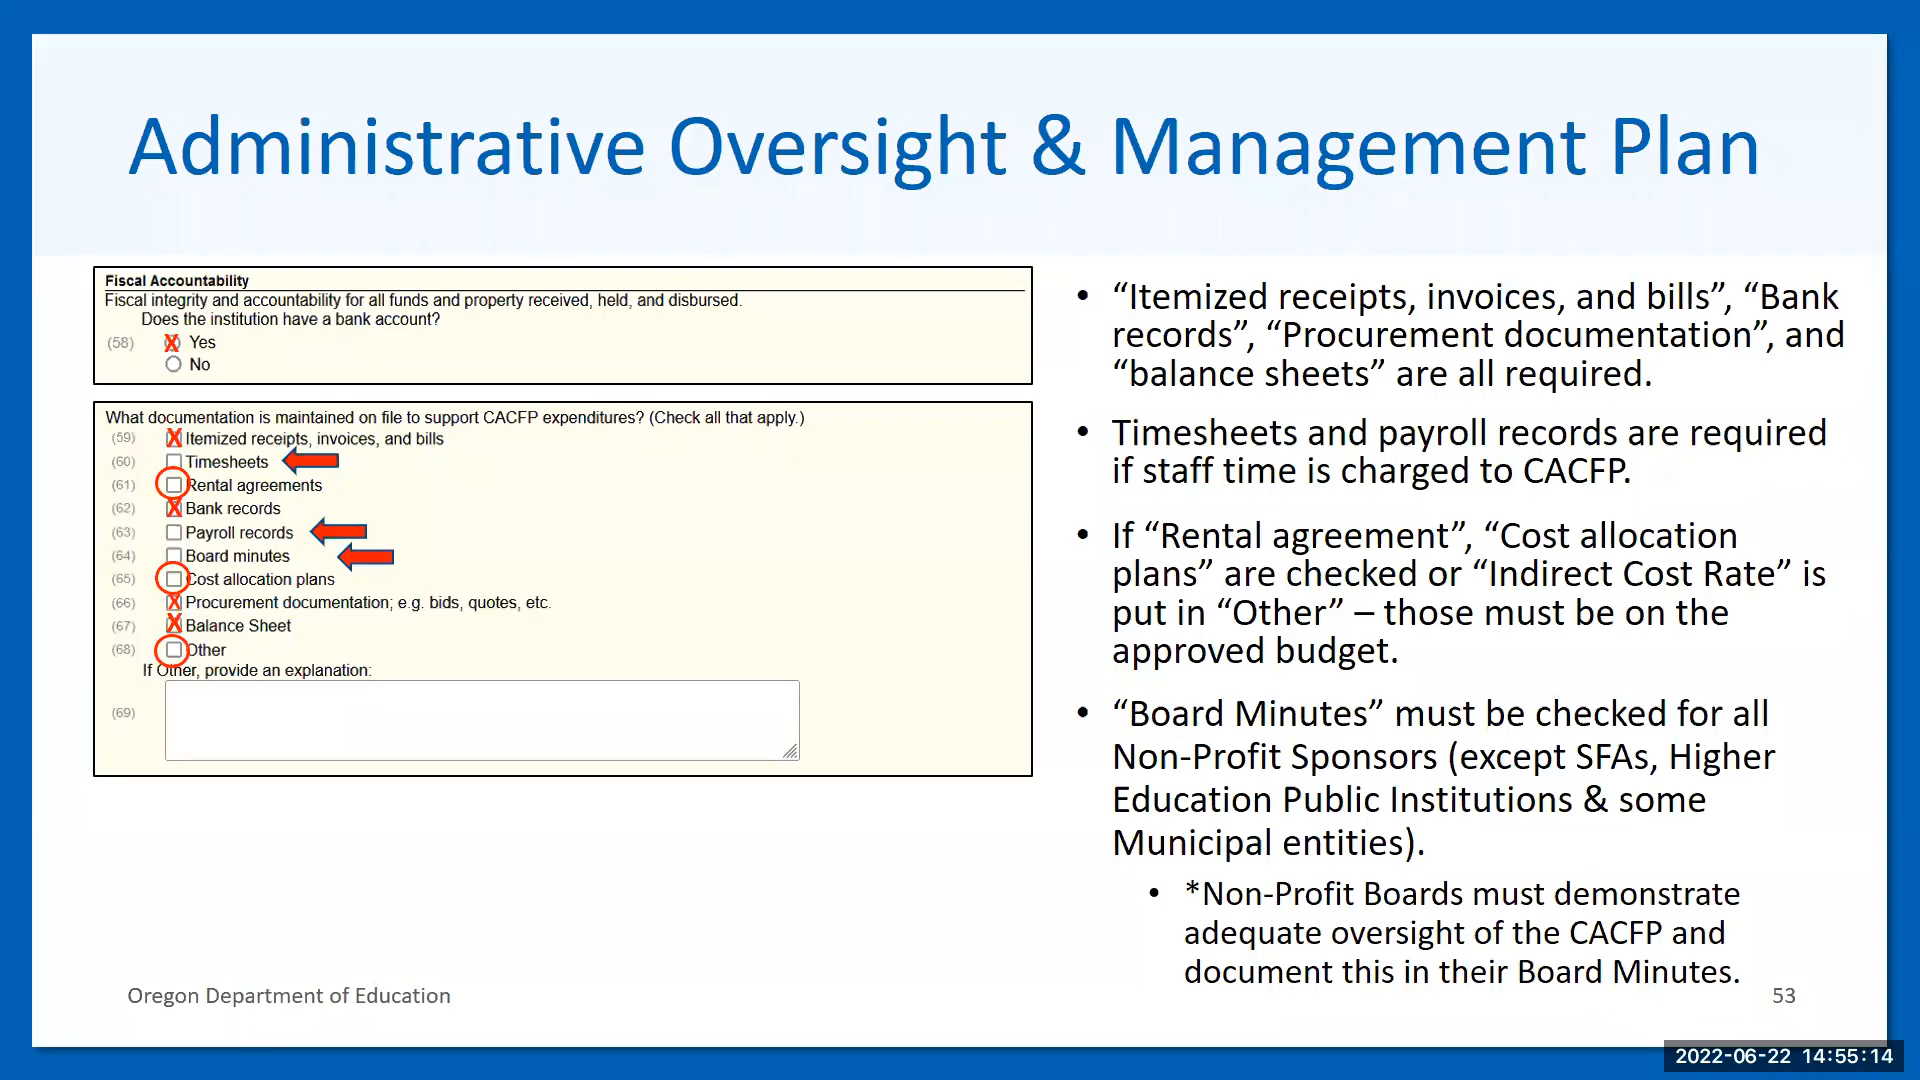 Administrative Oversight & Management Plan
Fiscal Accountability
Fiscal integrity and accountability for all funds and property received, held, and disbursed.
Does the institution have a bank account?
(58) X Yes
No
What documentation is maintained on file to support CACFP expenditures? (Check all that apply.)
(59) X Itemized receipts, invoices, and bills
(60) Timesheets
(61) Rental agreements
(62) X Bank records
(63) Payroll records
(64) Board minutes
(65) Cost allocation plans
(66) X Procurement documentation; e.g. bids, quotes, etc.
(67) X Balance Sheet
(68) Other
If Other, provide an explanation:
(69)
• “Itemized receipts, invoices, and bills”, “Bank
records”, “Procurement documentation”, and
“balance sheets” are all required.
• Timesheets and payroll records are required
if staff time is charged to CACFP.
• If “Rental agreement”, “Cost allocation
plans” are checked or “Indirect Cost Rate” is
put in “Other” – those must be on the
approved budget.
• “Board Minutes” must be checked for all
Non-Profit Sponsors (except SFAs, Higher
Education Public Institutions & some
Municipal entities).
• *Non-Profit Boards must demonstrate
adequate oversight of the CACFP and
document this in their Board Minutes.
Oregon Department of Education
53
2022-06-22 14:55:14